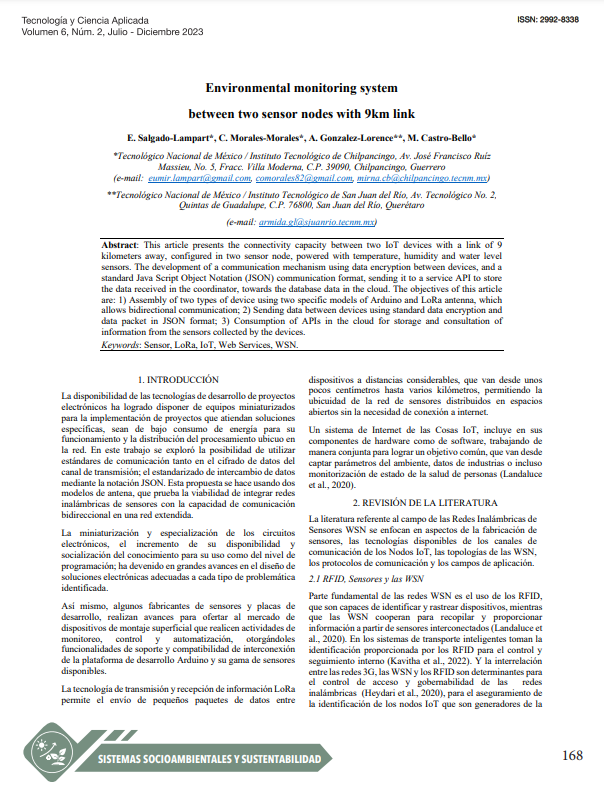 Tecnología y Ciencia Aplicada
Volumen 6, Núm. 2, Julio - Diciembre 2023
ISSN: 2992-8338
Environmental monitoring system
between two sensor nodes with 9km link
E. Salgado-Lampart*, C. Morales-Morales*, A. Gonzalez-Lorence**, M. Castro-Bello*
*Tecnológico Nacional de México / Instituto Tecnológico de Chilpancingo, Av. José Francisco Ruíz
Massieu, No. 5, Fracc. Villa Moderna, C.P. 39090, Chilpancingo, Guerrero
(e-mail: eumir.lampart@gmail.com, comorales82@gmail.com, mirna.cb@chilpancingo.tecnm.mx)
**Tecnológico Nacional de México / Instituto Tecnológico de San Juan del Río, Av. Tecnológico No. 2,
Quintas de Guadalupe, C.P. 76800, San Juan del Río, Querétaro
(e-mail: armida.gl@sjuanrio.tecnm.mx)
Abstract: This article presents the connectivity capacity between two IoT devices with a link of 9
kilometers away, configured in two sensor node, powered with temperature, humidity and water level
sensors. The development of a communication mechanism using data encryption between devices, and a
standard Java Script Object Notation (JSON) communication format, sending it to a service API to store
the data received in the coordinator, towards the database data in the cloud. The objectives of this article
are: 1) Assembly of two types of device using two specific models of Arduino and LoRa antenna, which
allows bidirectional communication; 2) Sending data between devices using standard data encryption and
data packet in JSON format; 3) Consumption of APIs in the cloud for storage and consultation of
information from the sensors collected by the devices.
Keywords: Sensor, LoRa, IoT, Web Services, WSN.
1. INTRODUCCIÓN
La disponibilidad de las tecnologías de desarrollo de proyectos
electrónicos ha logrado disponer de equipos miniaturizados
para la implementación de proyectos que atiendan soluciones
específicas, sean de bajo consumo de energía para su
funcionamiento y la distribución del procesamiento ubicuo en
la red. En este trabajo se exploró la posibilidad de utilizar
estándares de comunicación tanto en el cifrado de datos del
canal de transmisión; el estandarizado de intercambio de datos
mediante la notación JSON. Esta propuesta se hace usando dos
modelos de antena, que prueba la viabilidad de integrar redes
inalámbricas de sensores con la capacidad de comunicación
bidireccional en una red extendida.
La miniaturización y especialización de los circuitos
electrónicos, el incremento de su disponibilidad y
socialización del conocimiento para su uso como del nivel de
programación; ha devenido en grandes avances en el diseño de
soluciones electrónicas adecuadas a cada tipo de problemática
identificada.
Así mismo, algunos fabricantes de sensores y placas de
desarrollo, realizan avances para ofertar al mercado de
dispositivos de montaje superficial que realicen actividades de
monitoreo, control y automatización, otorgándoles
funcionalidades de soporte y compatibilidad de interconexión
de la plataforma de desarrollo Arduino y su gama de sensores
disponibles.
La tecnología de transmisión y recepción de información LoRa
permite el envío de pequeños paquetes de datos entre
dispositivos a distancias considerables, que van desde unos
pocos centímetros hasta varios kilómetros, permitiendo la
ubicuidad de la red de sensores distribuidos en espacios
abiertos sin la necesidad de conexión a internet.
Un sistema de Internet de las Cosas IoT, incluye en sus
componentes de hardware como de software, trabajando de
manera conjunta para lograr un objetivo común, que van desde
captar parámetros del ambiente, datos de industrias o incluso
monitorización de estado de la salud de personas (Landaluce
et al., 2020).
2. REVISIÓN DE LA LITERATURA
La literatura referente al campo de las Redes Inalámbricas de
Sensores WSN se enfocan en aspectos de la fabricación de
sensores, las tecnologías disponibles de los canales de
comunicación de los Nodos IoT, las topologías de las WSN,
los protocolos de comunicación y los campos de aplicación.
2.1 RFID, Sensores y las WSN
Parte fundamental de las redes WSN es el uso de los RFID,
que son capaces de identificar y rastrear dispositivos, mientras
que las WSN cooperan para recopilar y proporcionar
información a partir de sensores interconectados (Landaluce et
al., 2020). En los sistemas de transporte inteligentes toman la
identificación proporcionada por los RFID para el control y
seguimiento interno (Kavitha et al., 2022). Y la interrelación
entre las redes 3G, las WSN y los RFID son determinantes para
el control de acceso y gobernabilidad de las redes
inalámbricas (Heydari et al., 2020), para el aseguramiento de
la identificación de los nodos IoT que son generadores de la
SISTEMAS SOCIOAMBIENTALES Y SUSTENTABILIDAD
168